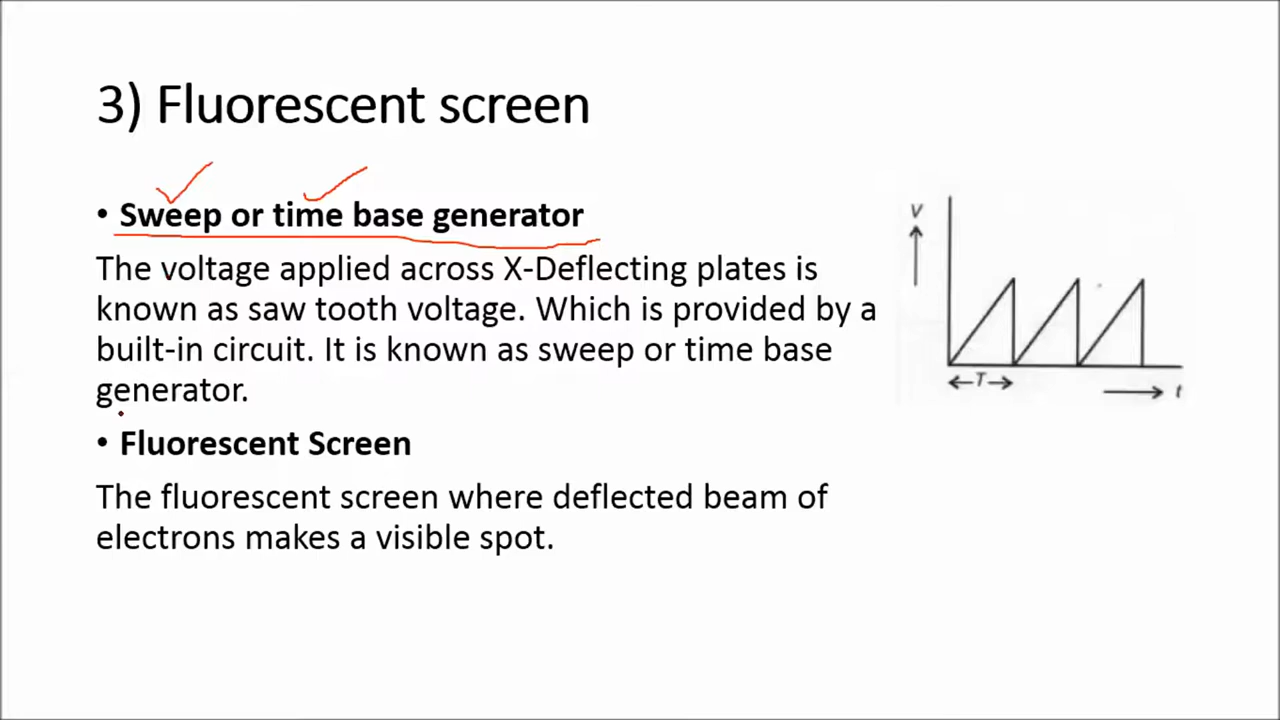 3) Fluorescent screen
• Sweep or time base generator
The voltage applied across X-Deflecting plates is
known as saw tooth voltage. Which is provided by a
built-in circuit. It is known as sweep or time base
generator.
• Fluorescent Screen
The fluorescent screen where deflected beam of
electrons makes a visible spot.
V
T
t